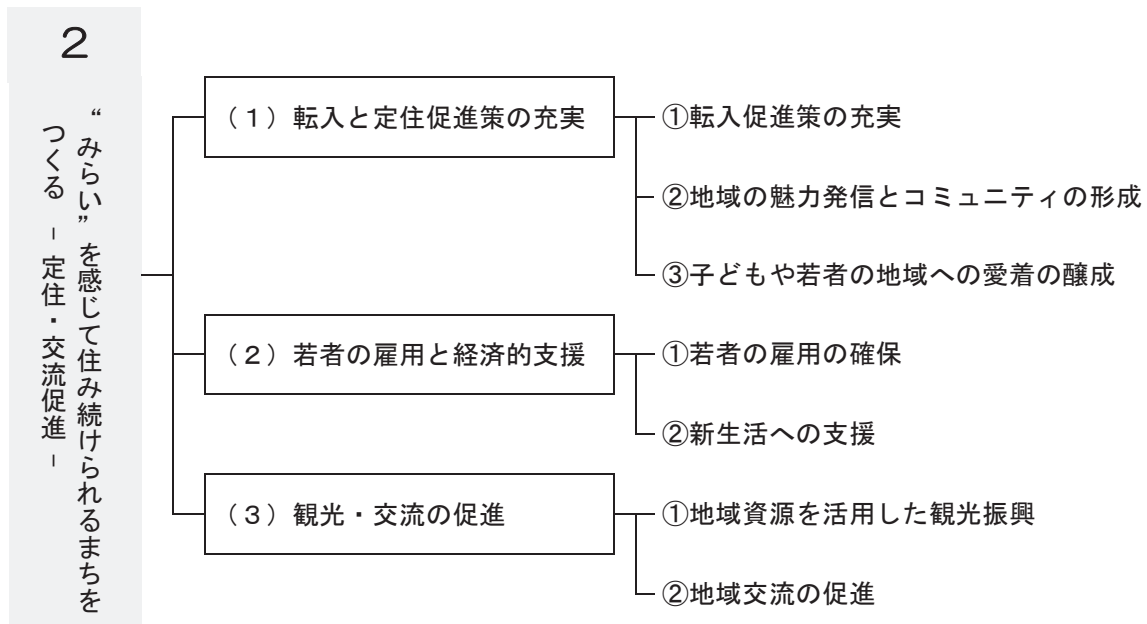 2
“みらい”を感じて住み続けられるまちを
つくる －定住・交流促進－
（１）転入と定住促進策の充実
①転入促進策の充実
②地域の魅力発信とコミュニティの形成
③子どもや若者の地域への愛着の醸成
（２）若者の雇用と経済的支援
①若者の雇用の確保
②新生活への支援
（３）観光・交流の促進
①地域資源を活用した観光振興
②地域交流の促進